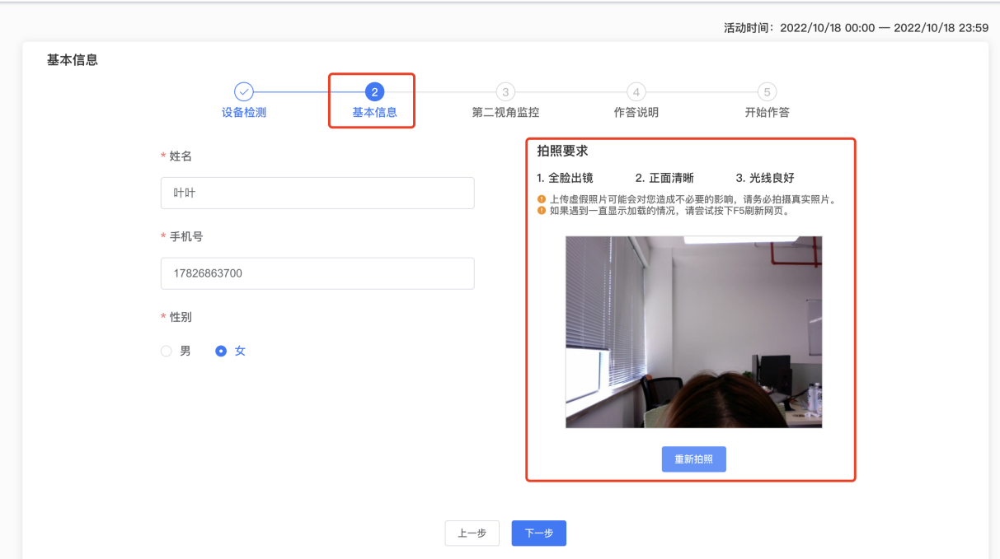 活动时间：2022/10/18 00:00 — 2022/10/18 23:59
基本信息
2 3 4 5
设备检测 基本信息 第二视角监控 作答说明 开始作答
* 姓名
叶叶
* 手机号
17826863700
* 性别
男 女
拍照要求
1. 全脸出镜 2. 正面清晰 3. 光线良好
上传虚假照片可能会对您造成不必要的影响，请务必拍摄真实照片。
如果遇到一直显示加载的情况，请尝试按下F5刷新网页。
重新拍照
上一步 下一步